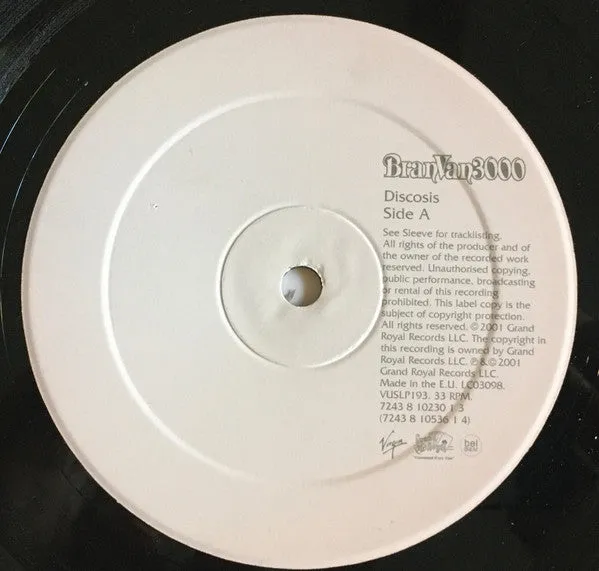 BranVan3000
Discosis
Side A
See Sleeve for tracklisting.
All rights of the producer and of
the owner of the recorded work
reserved. Unauthorised copying,
public performance, broadcasting
or rental of this recording
prohibited. This label copy is the
subject of copyright protection.
All rights reserved. ©2001 Grand
Royal Records LLC. The copyright in
this recording is owned by Grand
Royal Records LLC. ℗ & © 2001
Grand Royal Records LLC.
Made in the E.U. LC03098.
VUSLP193. 33 RPM.
7243 8 10230 1 3
(7243 8 10536 1 4)
Virgin